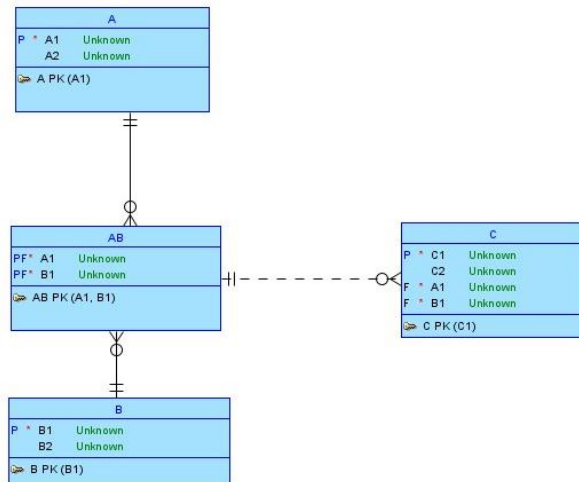 A
P * A1 Unknown
A2 Unknown
A PK (A1)
AB
PF* A1 Unknown
PF* B1 Unknown
AB PK (A1, B1)
C
P * C1 Unknown
C2 Unknown
F * A1 Unknown
F * B1 Unknown
C PK (C1)
B
P * B1 Unknown
B2 Unknown
B PK (B1)